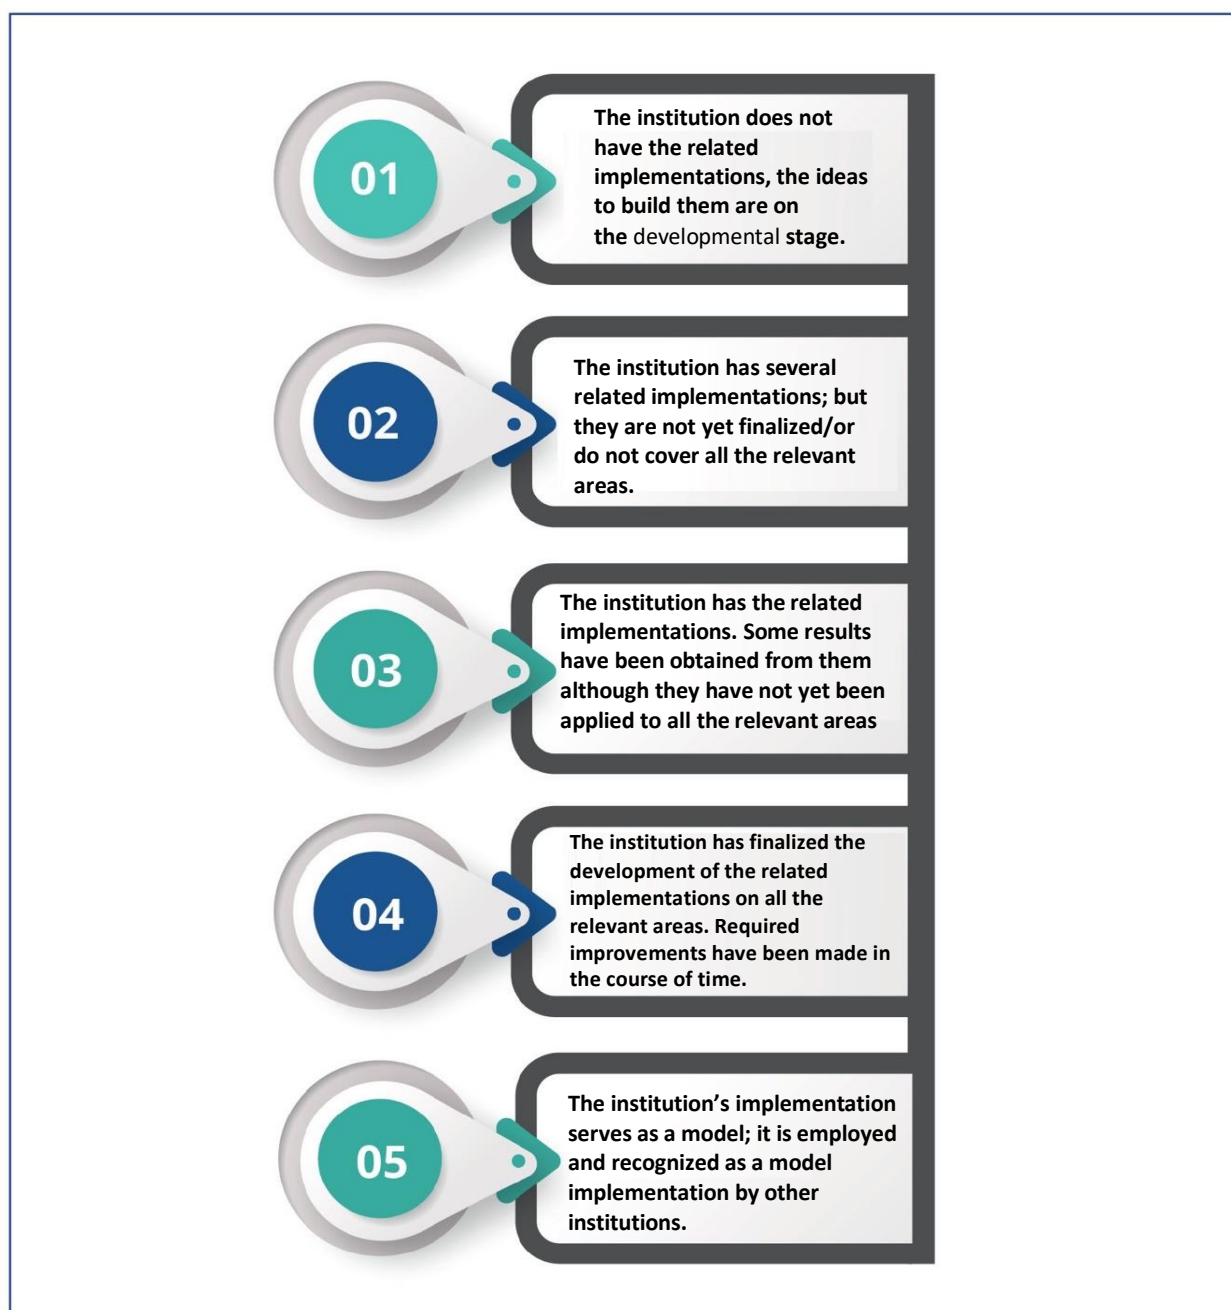 01
The institution does not
have the related
implementations, the ideas
to build them are on
the developmental stage.
02
The institution has several
related implementations; but
they are not yet finalized/or
do not cover all the relevant
areas.
03
The institution has the related
implementations. Some results
have been obtained from them
although they have not yet been
applied to all the relevant areas
04
The institution has finalized the
development of the related
implementations on all the
relevant areas. Required
improvements have been made in
the course of time.
05
The institution’s implementation
serves as a model; it is employed
and recognized as a model
implementation by other
institutions.